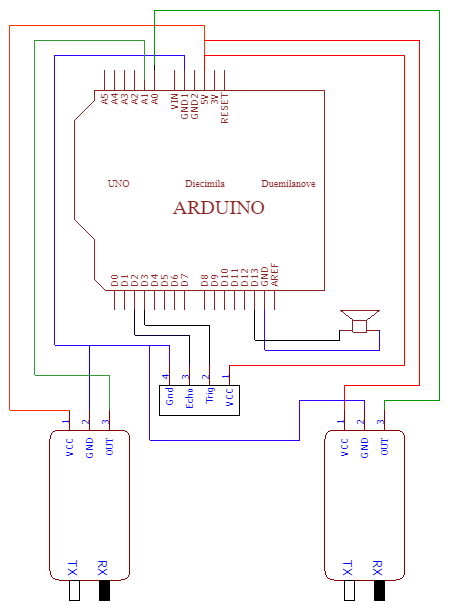 A5 A4 A3 A2 A1 A0 VIN GND1 GND2 5V 3V RESET
UNO Diecimila Duemilanove
ARDUINO
D0 D1 D2 D3 D4 D5 D6 D7 D8 D9 D10 D11 D12 D13 GND AREF
4 3 2 1
Gnd Echo Trig VCC
1 2 3
VCC GND OUT
TX RX
1 2 3
VCC GND OUT
TX RX